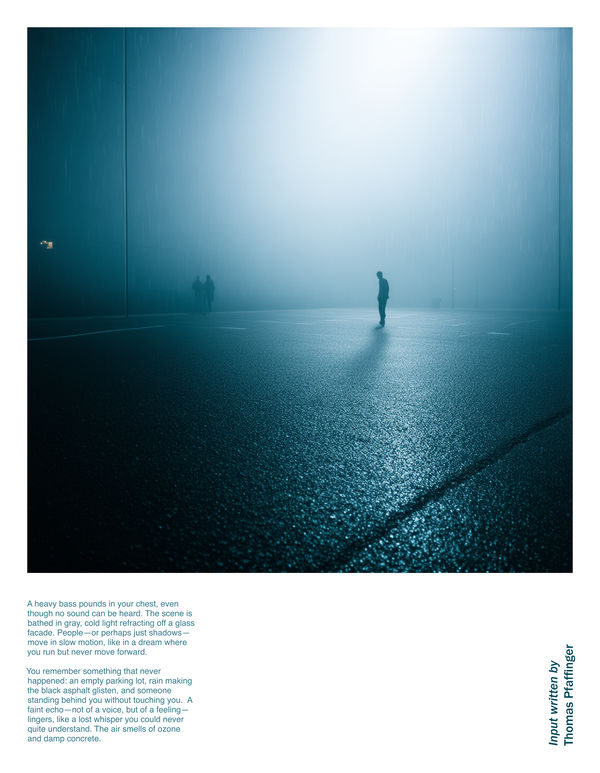 A heavy bass pounds in your chest, even
though no sound can be heard. The scene is
bathed in gray, cold light refracting off a glass
facade. People—or perhaps just shadows—
move in slow motion, like in a dream where
you run but never move forward.
You remember something that never
happened: an empty parking lot, rain making
the black asphalt glisten, and someone
standing behind you without touching you. A
faint echo—not of a voice, but of a feeling—
lingers, like a lost whisper you could never
quite understand. The air smells of ozone
and damp concrete.
Input written by
Thomas Pfaffinger